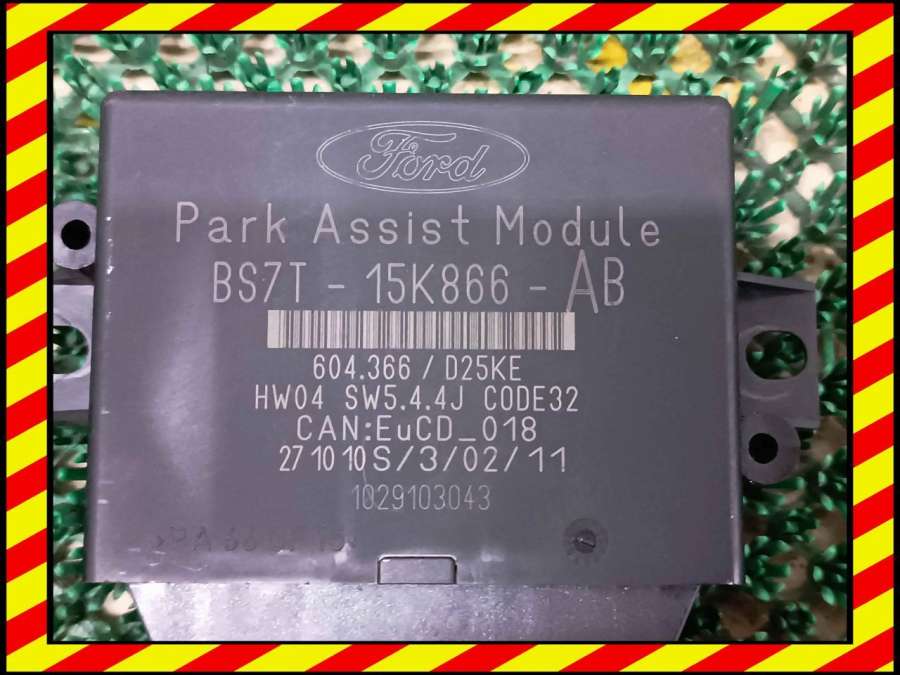 Ford
Park Assist Module
BS7T - 15K866 - AB
604.366 / D25KE
HW04 SW5.4.4J CODE32
CAN:EuCD_018
27 10 10 S/3/02/11
1029103043